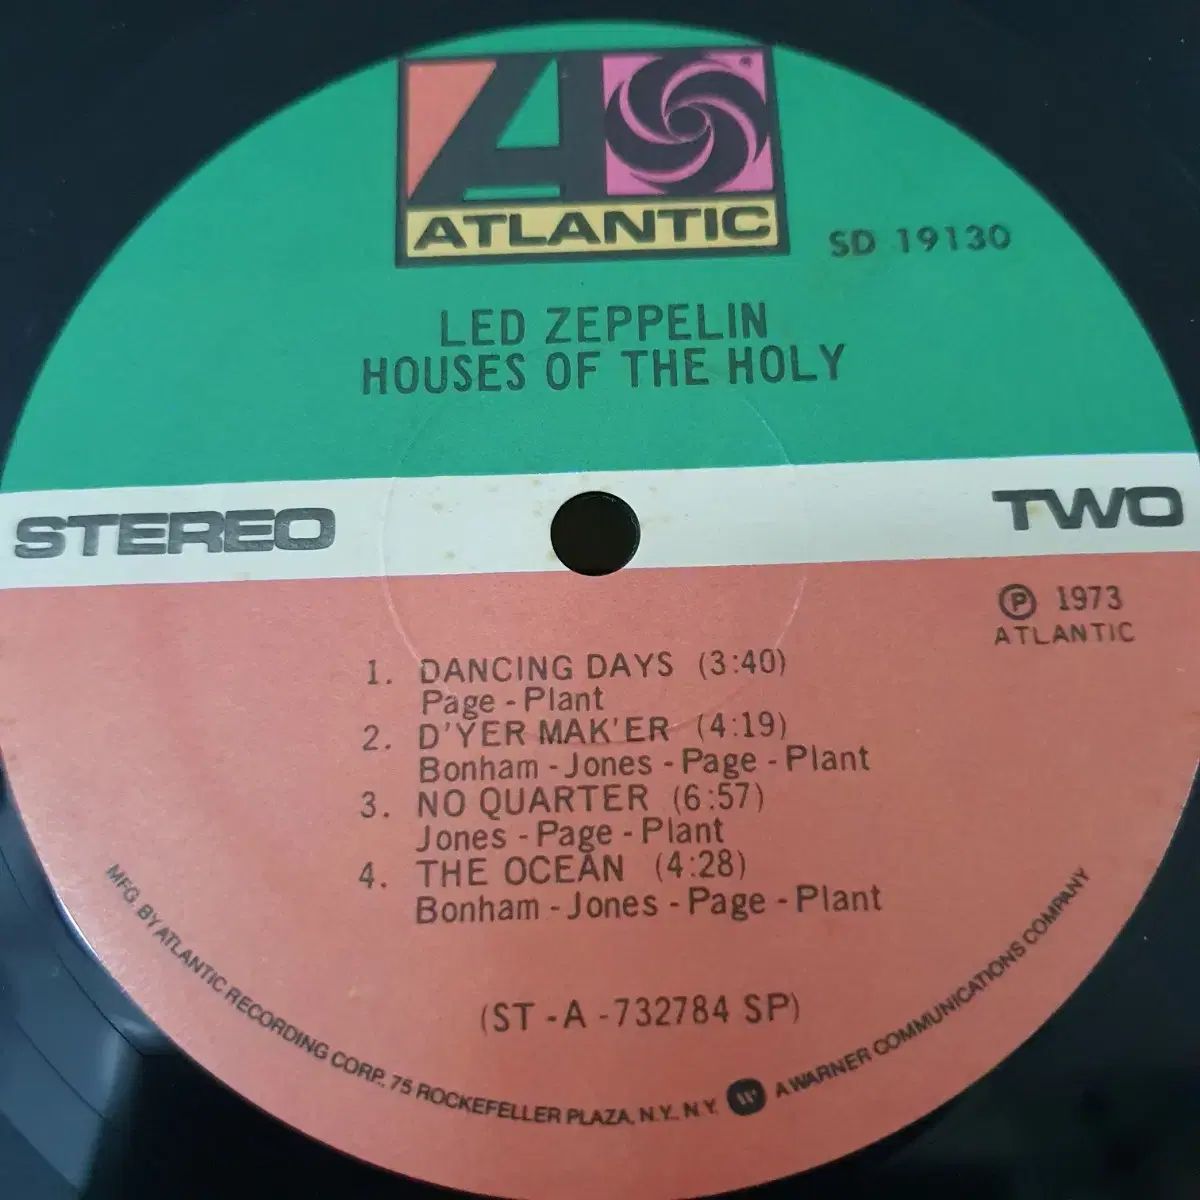 ATLANTIC
SD 19130
LED ZEPPELIN
HOUSES OF THE HOLY
STEREO
TWO
Ⓟ 1973
ATLANTIC
1. DANCING DAYS (3:40)
Page - Plant
2. D'YER MAK'ER (4:19)
Bonham - Jones - Page - Plant
3. NO QUARTER (6:57)
Jones - Page - Plant
4. THE OCEAN (4:28)
Bonham - Jones - Page - Plant
(ST - A - 732784 SP)
MFG. BY ATLANTIC RECORDING CORP., 75 ROCKEFELLER PLAZA, N.Y., N.Y. W A WARNER COMMUNICATIONS COMPANY